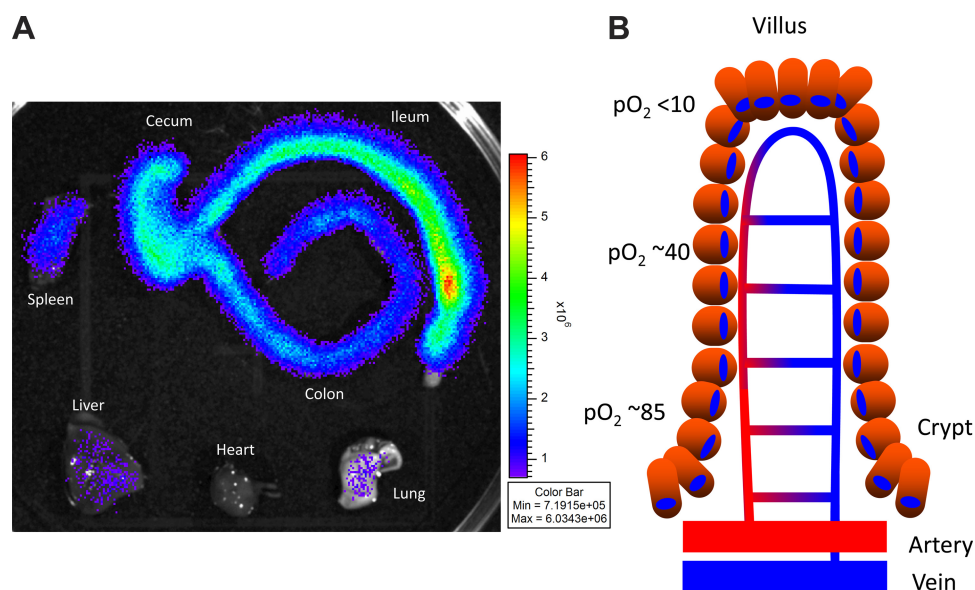 A
Cecum
Ileum
Spleen
Colon
Liver
Heart
Lung
6
5
4
3
2
1
x10⁶
Color Bar
Min = 7.1915e+05
Max = 6.0343e+06
B
Villus
pO₂ <10
pO₂ ~40
pO₂ ~85
Crypt
Artery
Vein